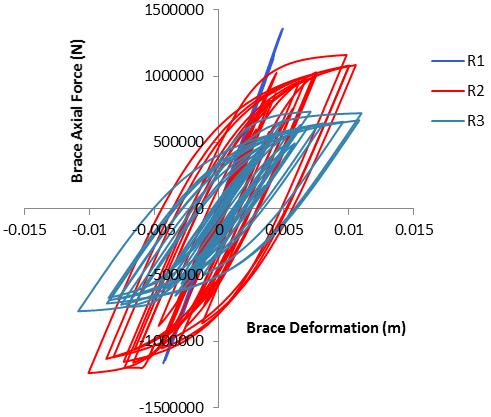 1500000
1000000
500000
0
-500000
-1000000
-1500000
-0.015
-0.01
-0.005
0
0.005
0.01
0.015
Brace Axial Force (N)
Brace Deformation (m)
R1
R2
R3